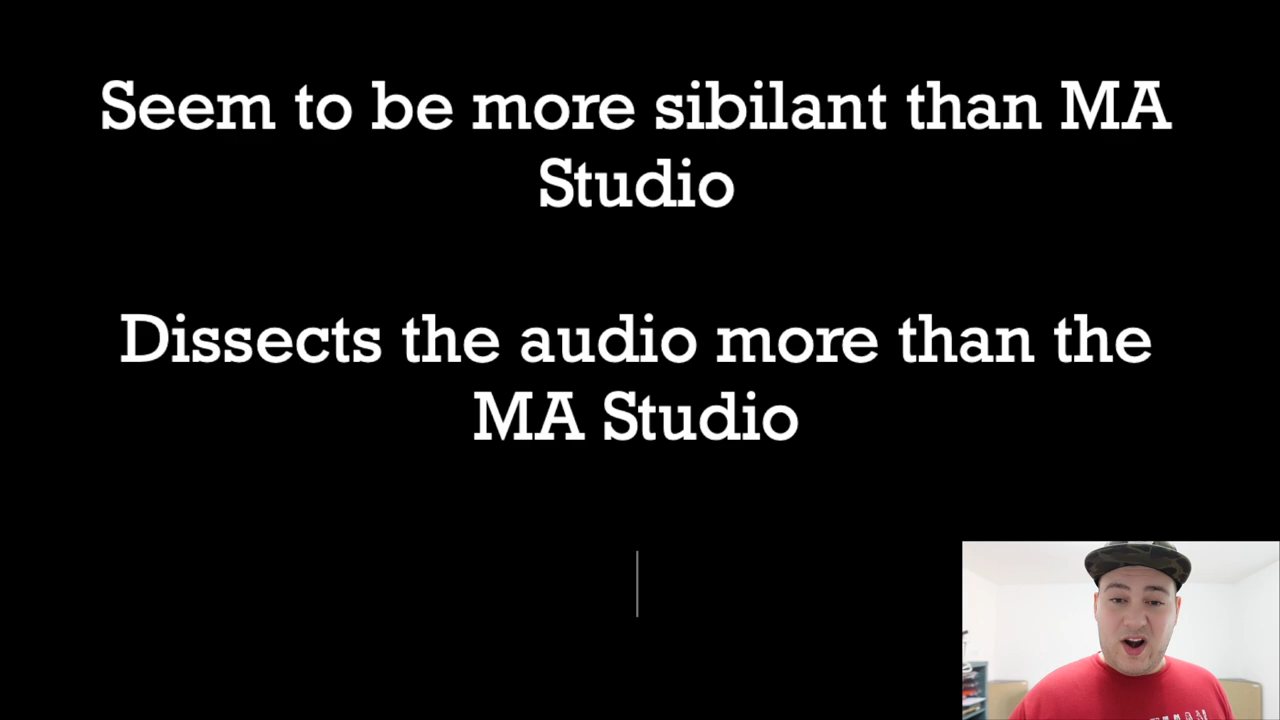 Seem to be more sibilant than MA
Studio
Dissects the audio more than the
MA Studio